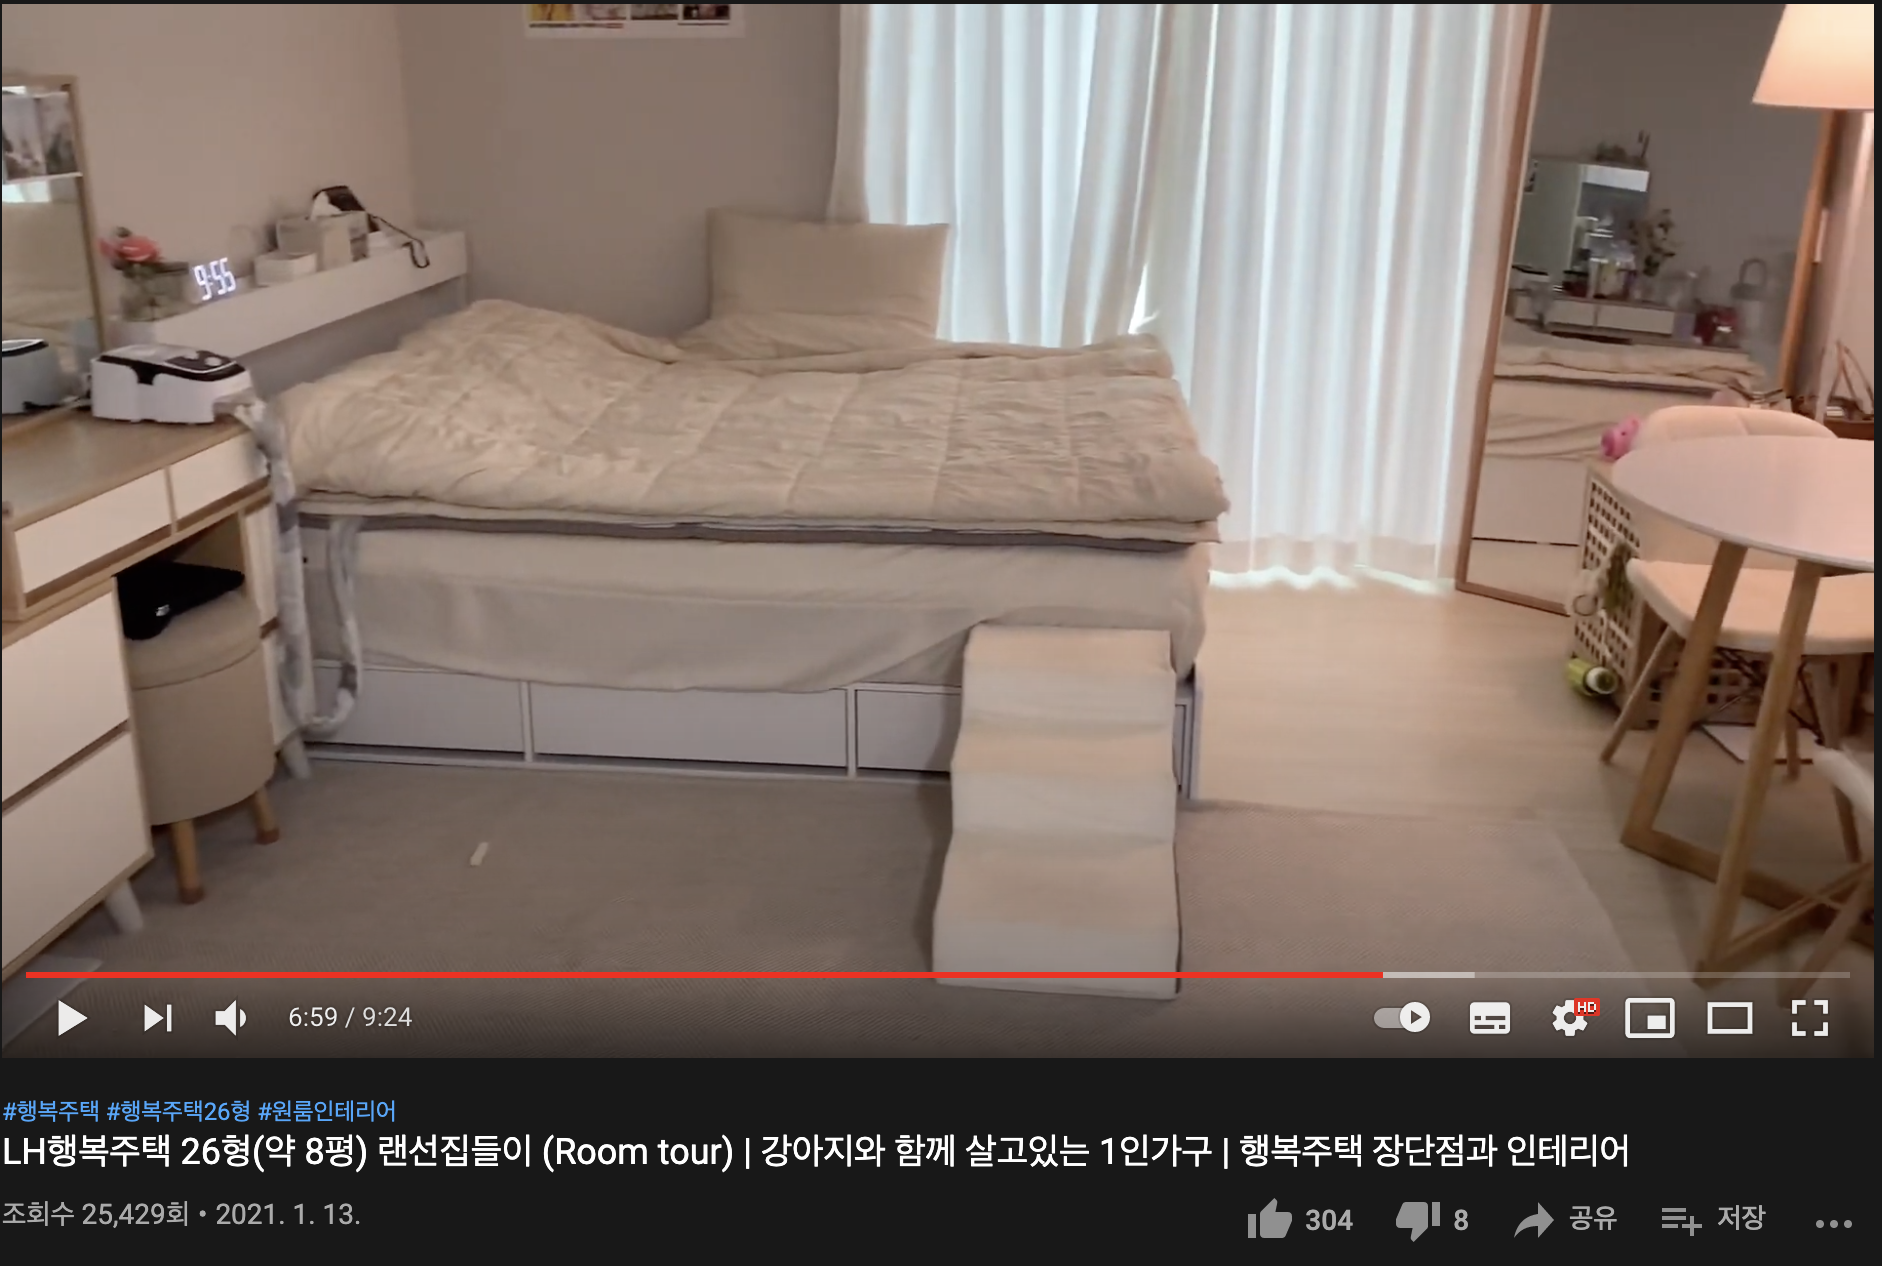 9:55
6:59 / 9:24
HD
#행복주택 #행복주택26형 #원룸인테리어
LH행복주택 26형(약 8평) 랜선집들이 (Room tour) | 강아지와 함께 살고있는 1인가구 | 행복주택 장단점과 인테리어
조회수 25,429회 • 2021. 1. 13.
304 8 공유 저장